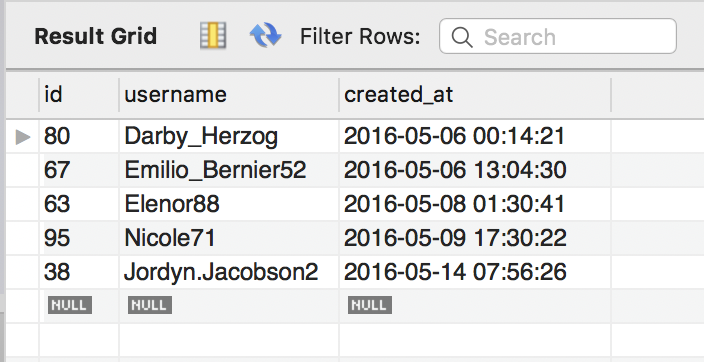 Result Grid Filter Rows: Search
id username created_at
80 Darby_Herzog 2016-05-06 00:14:21
67 Emilio_Bernier52 2016-05-06 13:04:30
63 Elenor88 2016-05-08 01:30:41
95 Nicole71 2016-05-09 17:30:22
38 Jordyn.Jacobson2 2016-05-14 07:56:26
NULL NULL NULL